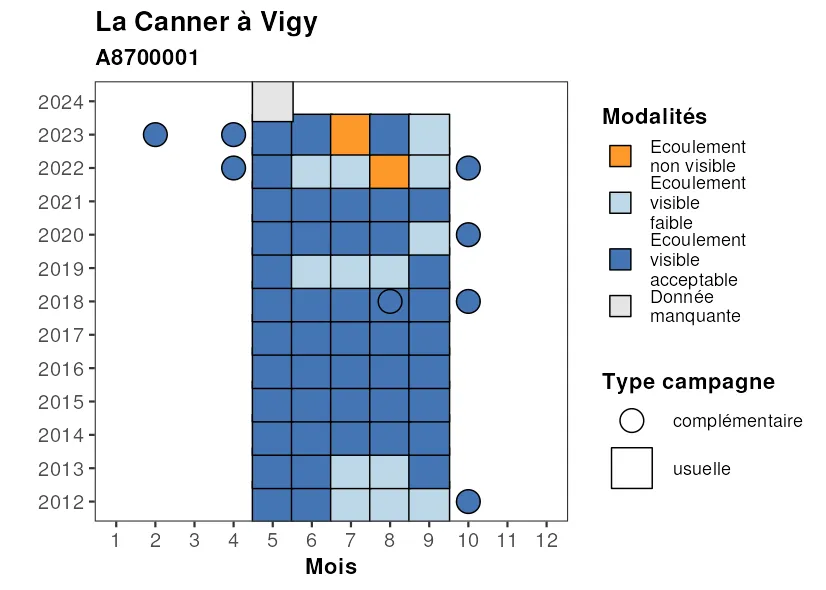 La Canner à Vigy
A8700001
2024
2023
2022
2021
2020
2019
2018
2017
2016
2015
2014
2013
2012
1 2 3 4 5 6 7 8 9 10 11 12
Mois
Modalités
Ecoulement
non visible
Ecoulement
visible
faible
Ecoulement
visible
acceptable
Donnée
manquante
Type campagne
complémentaire
usuelle